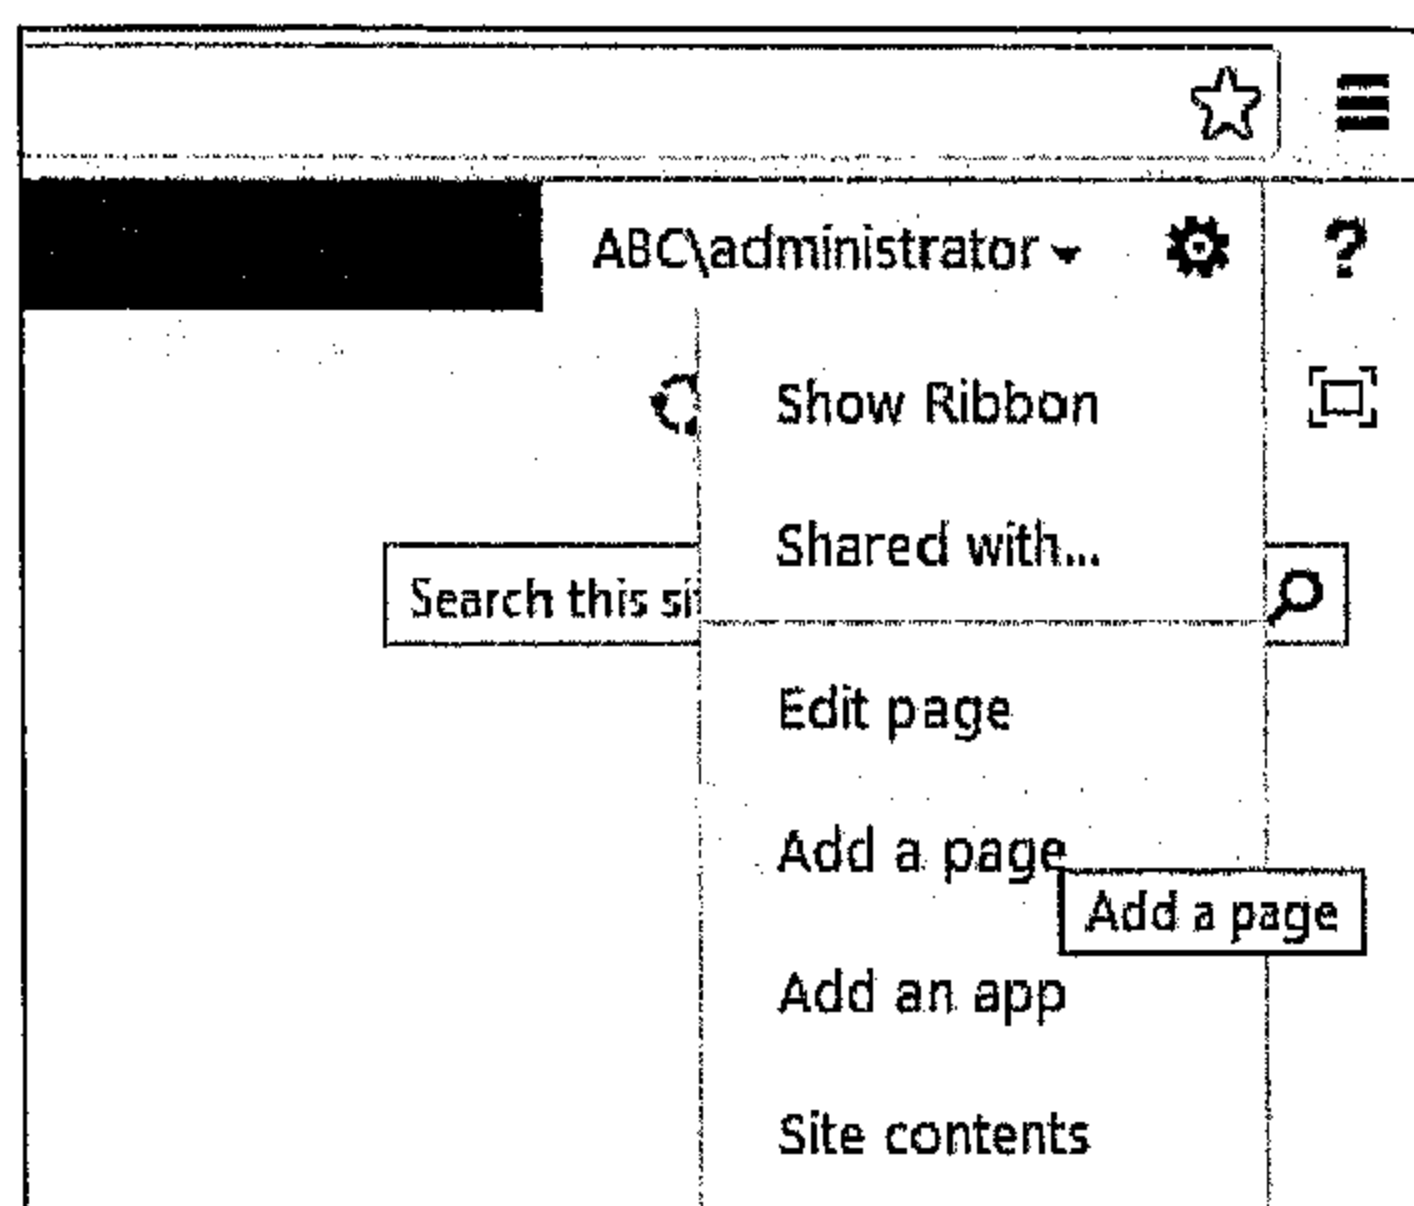 ABC\administrator
?
Show Ribbon
Shared with...
Search this
Edit page
Add a page
Add a page
Add an app
Site contents